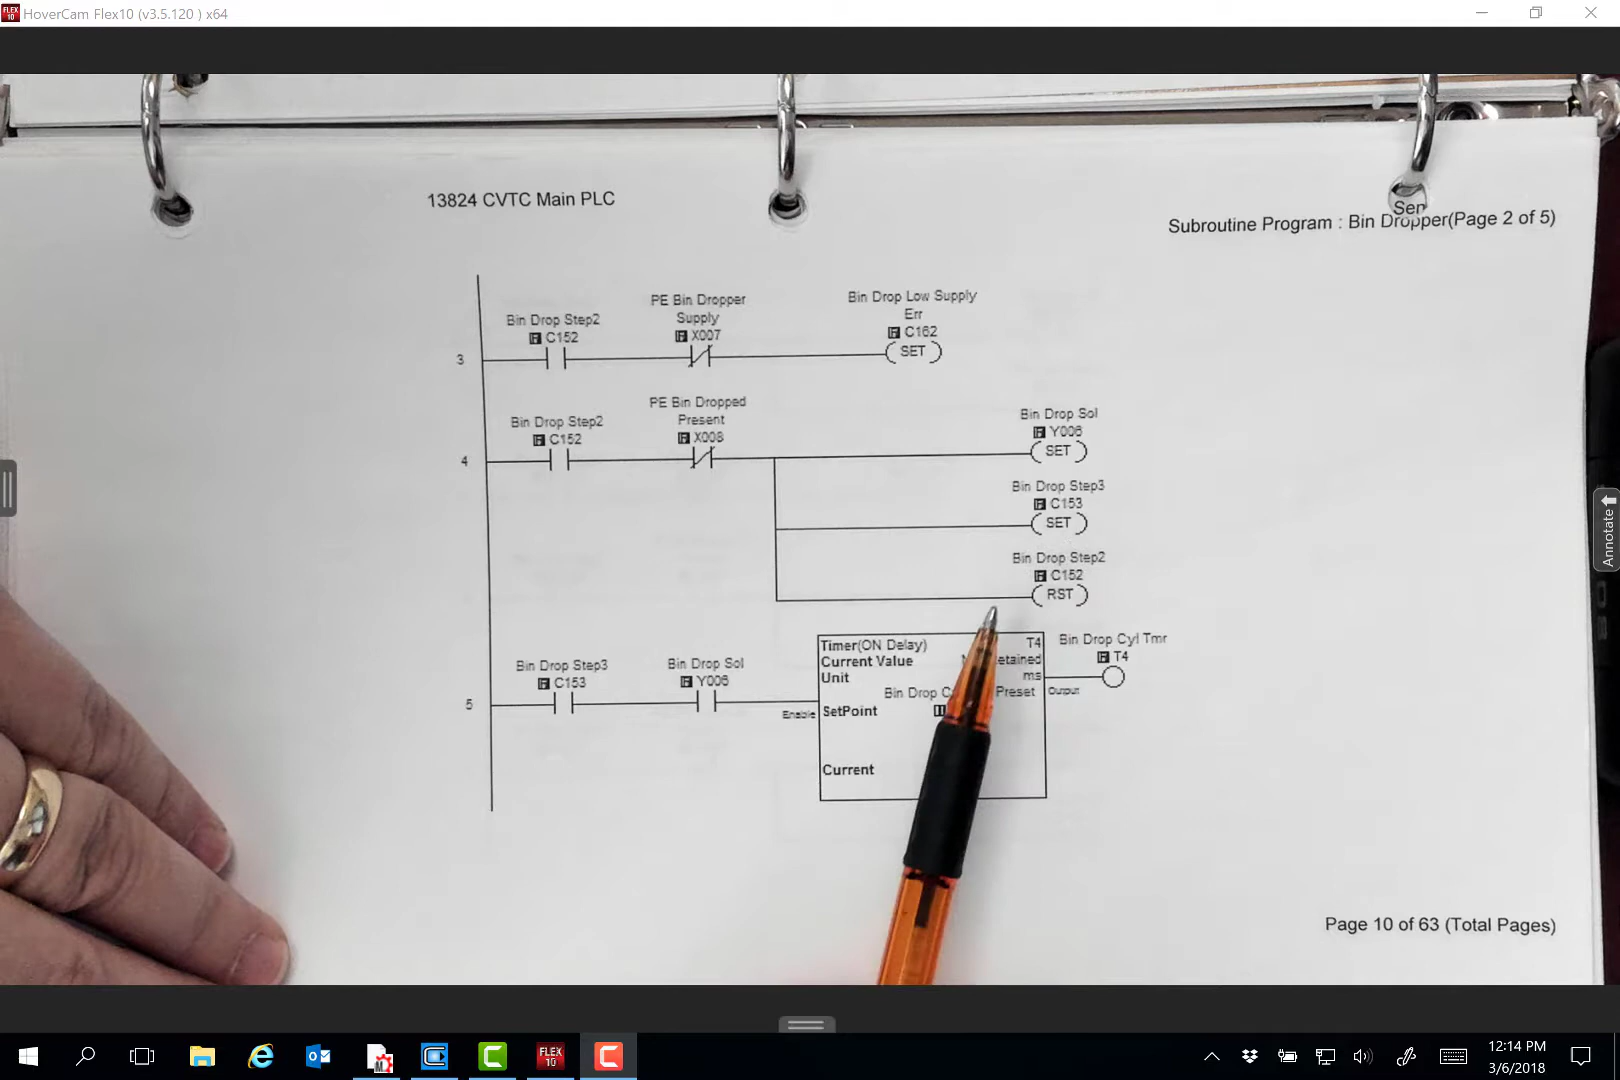 HoverCam Flex10 (v3.5.120 ) x64
13824 CVTC Main PLC
Sen
Subroutine Program : Bin Dropper(Page 2 of 5)
Bin Drop Step2
C152
PE Bin Dropper
Supply
X007
Bin Drop Low Supply
Err
C162
3
SET
Bin Drop Step2
C152
PE Bin Dropped
Present
X008
Bin Drop Sol
Y006
4
SET
Bin Drop Step3
C153
SET
Bin Drop Step2
C152
RST
Bin Drop Step3
C153
Bin Drop Sol
Y006
5
Enable
Timer(ON Delay) T4
Current Value
Unit ms
Bin Drop Preset
SetPoint
Current
Output
Bin Drop Cyl Tmr
T4
Page 10 of 63 (Total Pages)
Annotate
FLEX
10
12:14 PM
3/6/2018